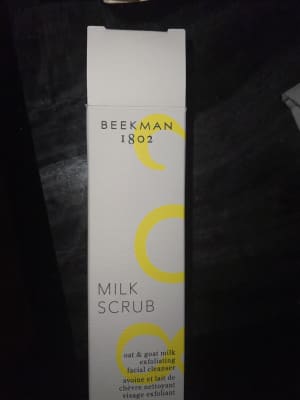 BEEKMAN
1802
MILK
SCRUB
oat & goat milk
exfoliating
facial cleanser
avoine et lait de
chèvre nettoyant
visage exfoliant